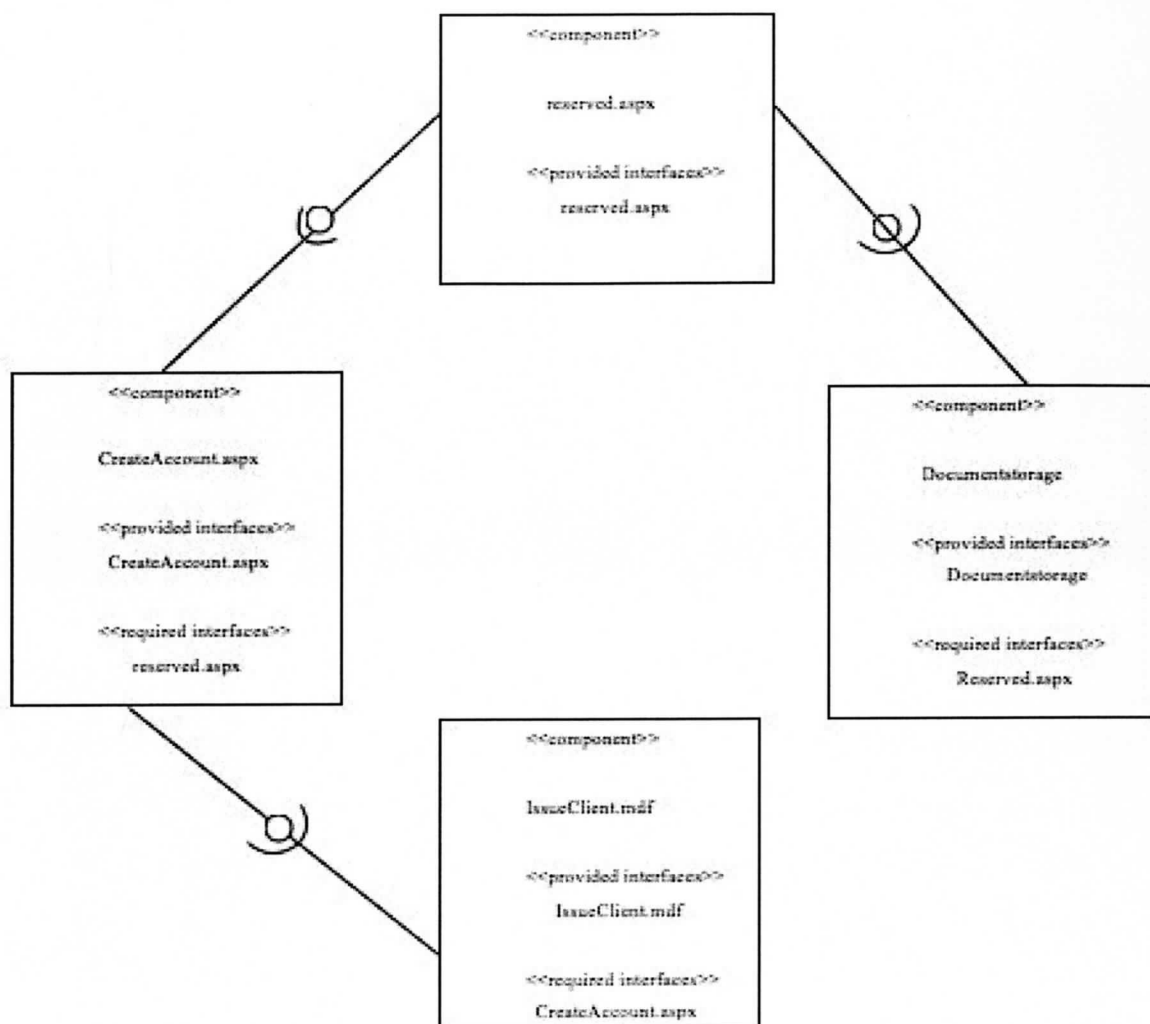 <<component>>
reserved.aspx
<<provided interfaces>>
reserved.aspx
<<component>>
CreateAccount.aspx
<<provided interfaces>>
CreateAccount.aspx
<<required interfaces>>
reserved.aspx
<<component>>
Documentstorage
<<provided interfaces>>
Documentstorage
<<required interfaces>>
Reserved.aspx
<<component>>
IssueClient.mdf
<<provided interfaces>>
IssueClient.mdf
<<required interfaces>>
CreateAccount.aspx